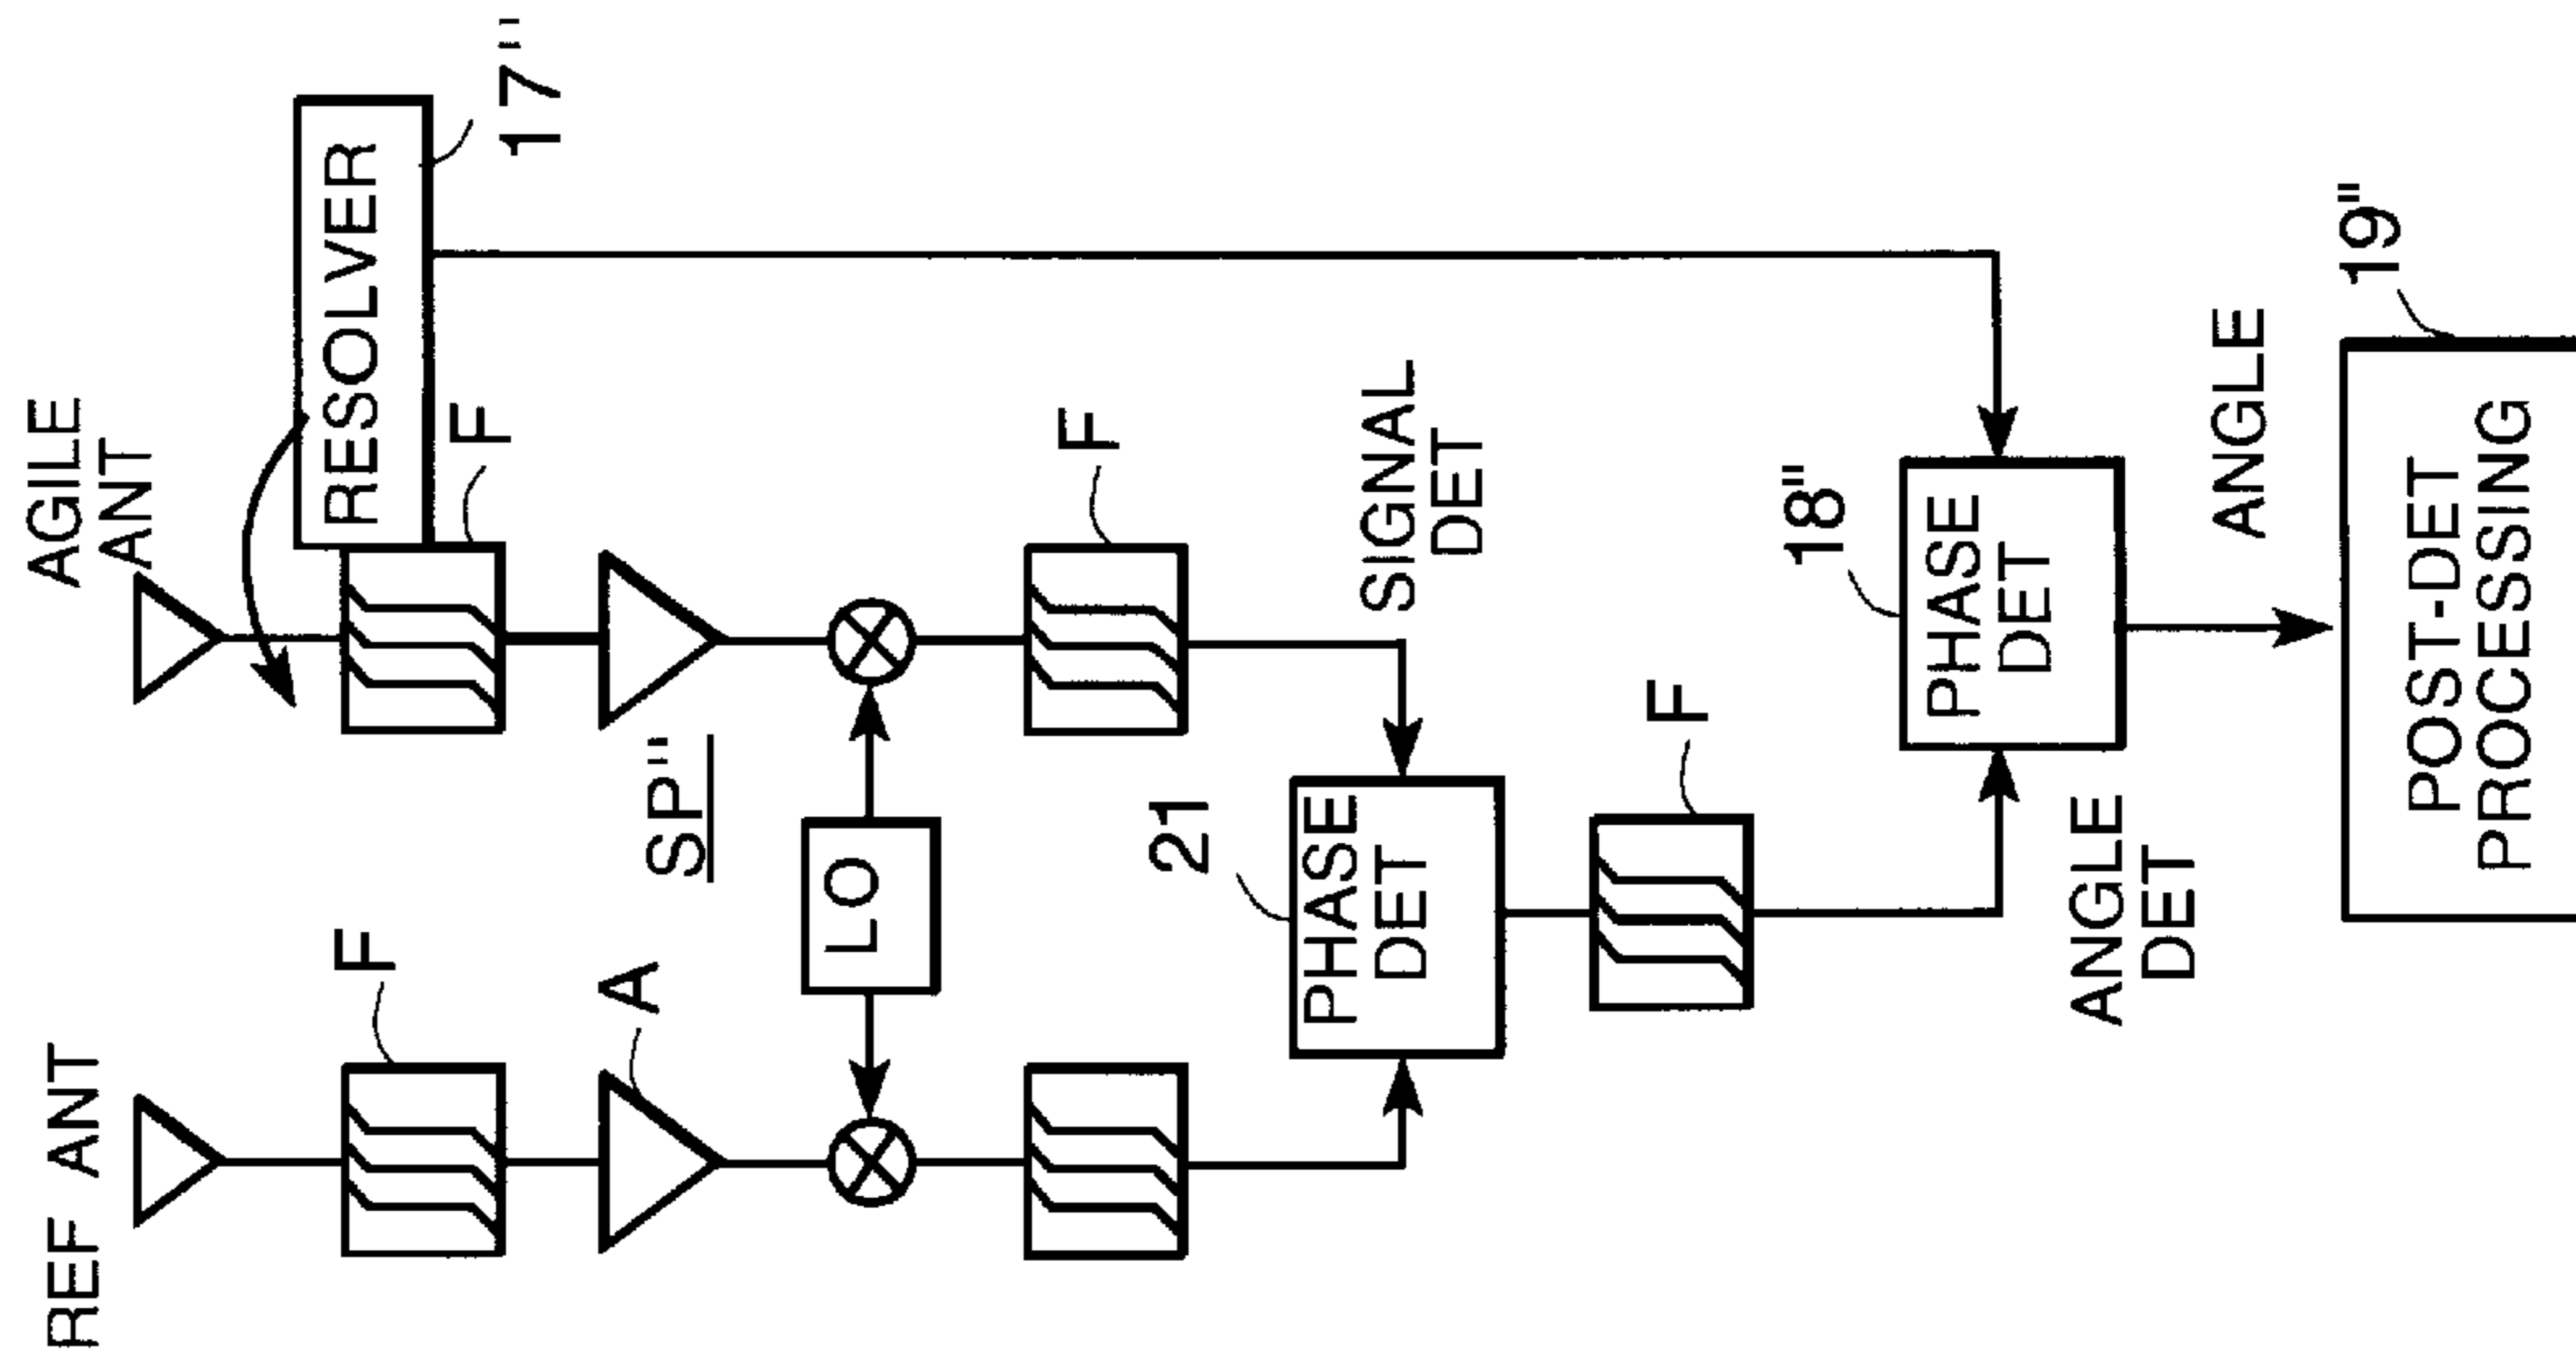 REF ANT
AGILE
ANT
RESOLVER
17"
F
F
A
SP"
LO
F
21
PHASE
DET
SIGNAL
DET
F
18"
PHASE
DET
ANGLE
DET
ANGLE
19"
POST-DET
PROCESSING